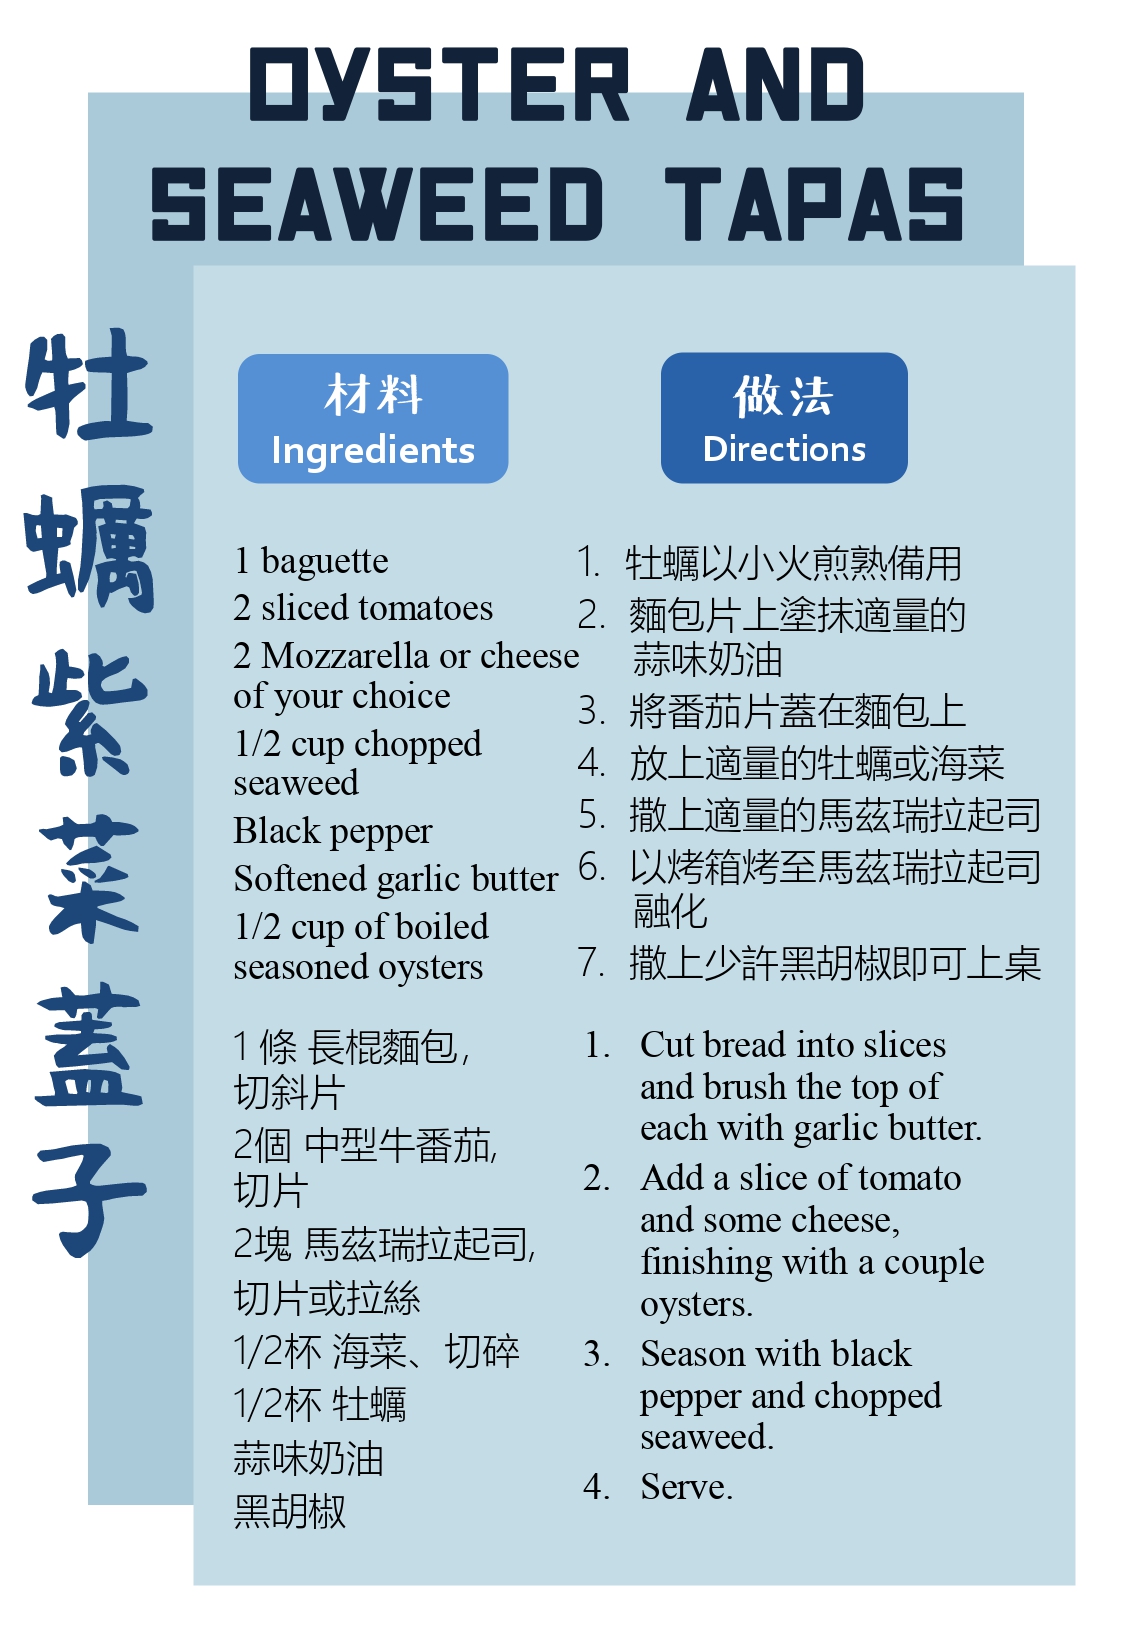 OYSTER AND
SEAWEED TAPAS
牡蠣紫菜蓋子
材料
Ingredients
1 baguette
2 sliced tomatoes
2 Mozzarella or cheese
of your choice
1/2 cup chopped
seaweed
Black pepper
Softened garlic butter
1/2 cup of boiled
seasoned oysters
1 條 長棍麵包,
切斜片
2個 中型牛番茄,
切片
2塊 馬茲瑞拉起司,
切片或拉絲
1/2杯 海菜、切碎
1/2杯 牡蠣
蒜味奶油
黑胡椒
做法
Directions
1. 牡蠣以小火煎熟備用
2. 麵包片上塗抹適量的
蒜味奶油
3. 將番茄片蓋在麵包上
4. 放上適量的牡蠣或海菜
5. 撒上適量的馬茲瑞拉起司
6. 以烤箱烤至馬茲瑞拉起司
融化
7. 撒上少許黑胡椒即可上桌
1. Cut bread into slices
and brush the top of
each with garlic butter.
2. Add a slice of tomato
and some cheese,
finishing with a couple
oysters.
3. Season with black
pepper and chopped
seaweed.
4. Serve.